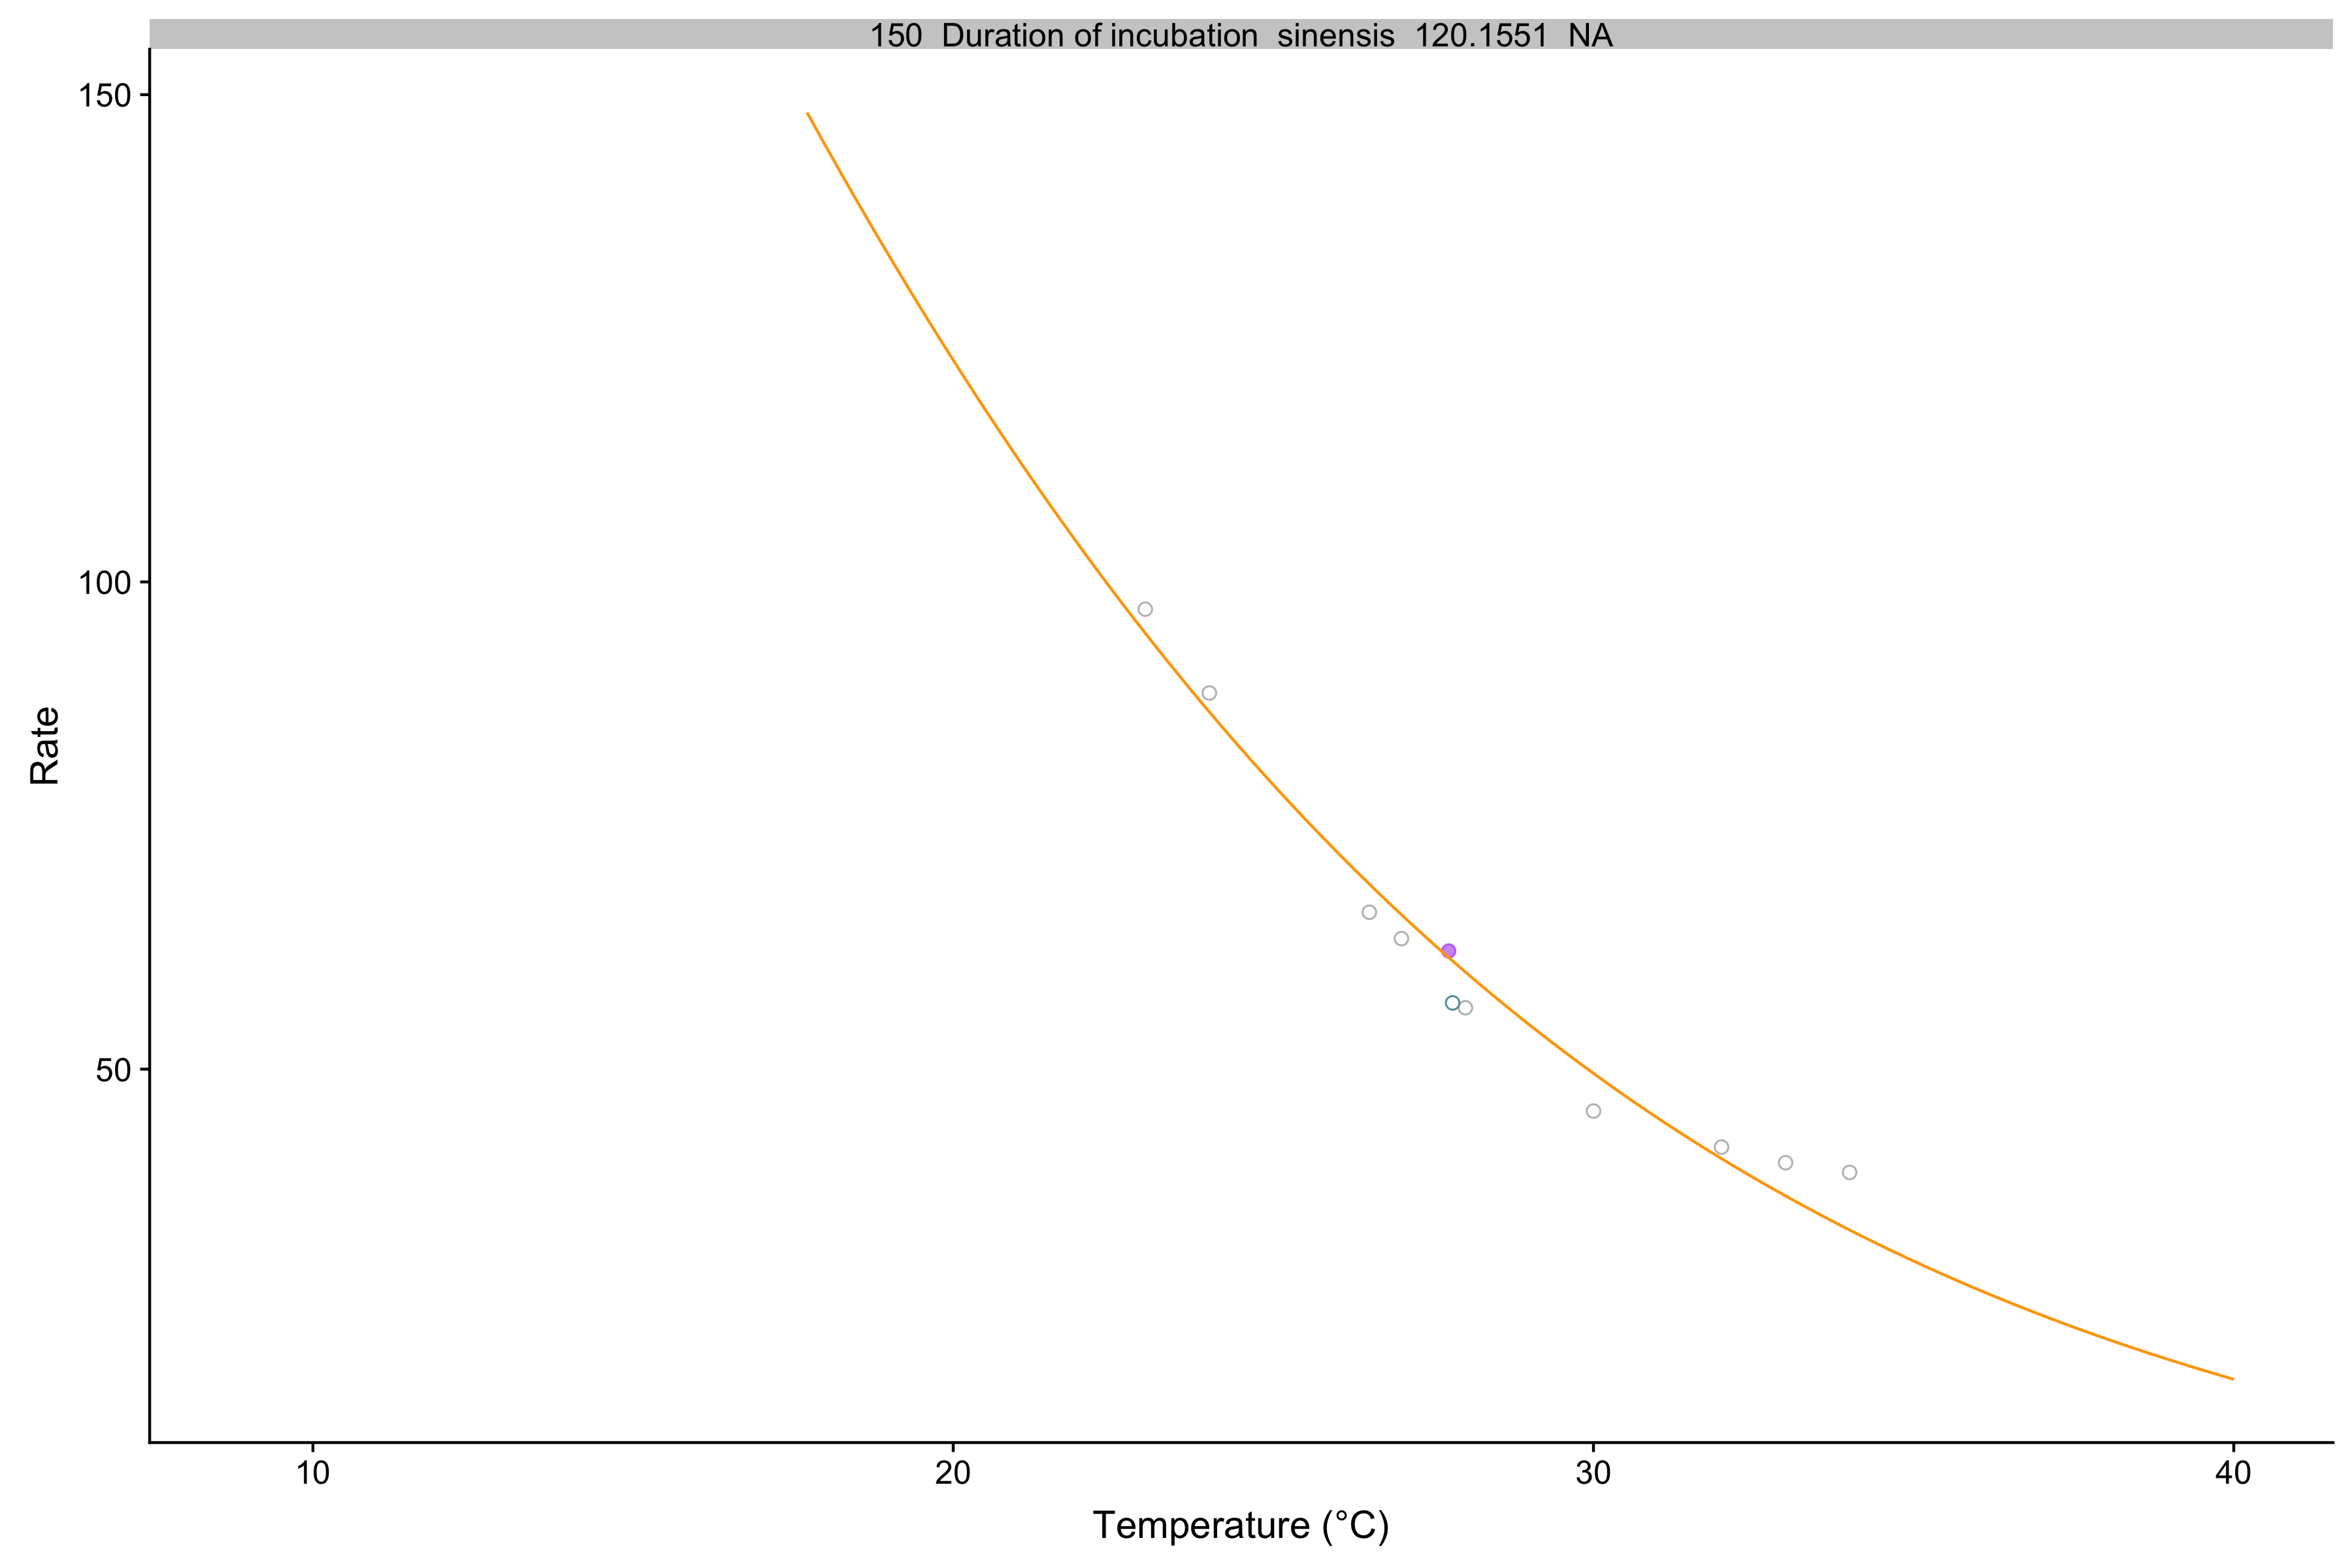 150 Duration of incubation sinensis 120.1551 NA
150
100
50
Rate
10 20 30 40
Temperature (°C)